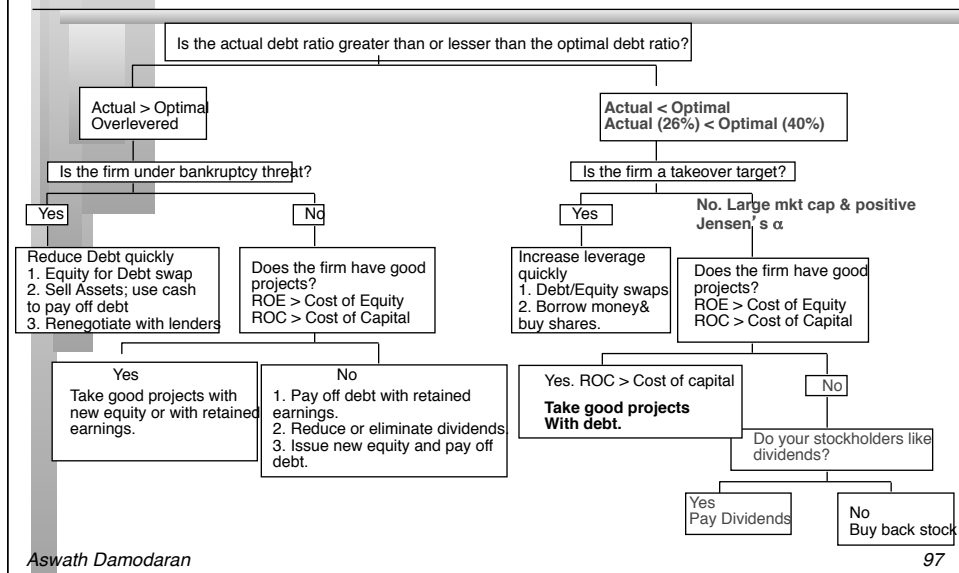 Is the actual debt ratio greater than or lesser than the optimal debt ratio?
Actual > Optimal
Overlevered
Actual < Optimal
Actual (26%) < Optimal (40%)
Is the firm under bankruptcy threat?
Is the firm a takeover target?
Yes
No
Yes
No. Large mkt cap & positive
Jensen's α
Reduce Debt quickly
1. Equity for Debt swap
2. Sell Assets; use cash
to pay off debt
3. Renegotiate with lenders
Does the firm have good
projects?
ROE > Cost of Equity
ROC > Cost of Capital
Increase leverage
quickly
1. Debt/Equity swaps
2. Borrow money&
buy shares.
Does the firm have good
projects?
ROE > Cost of Equity
ROC > Cost of Capital
Yes
Take good projects with
new equity or with retained
earnings.
No
1. Pay off debt with retained
earnings.
2. Reduce or eliminate dividends.
3. Issue new equity and pay off
debt.
Yes. ROC > Cost of capital
Take good projects
With debt.
No
Do your stockholders like
dividends?
Yes
Pay Dividends
No
Buy back stock
Aswath Damodaran
97